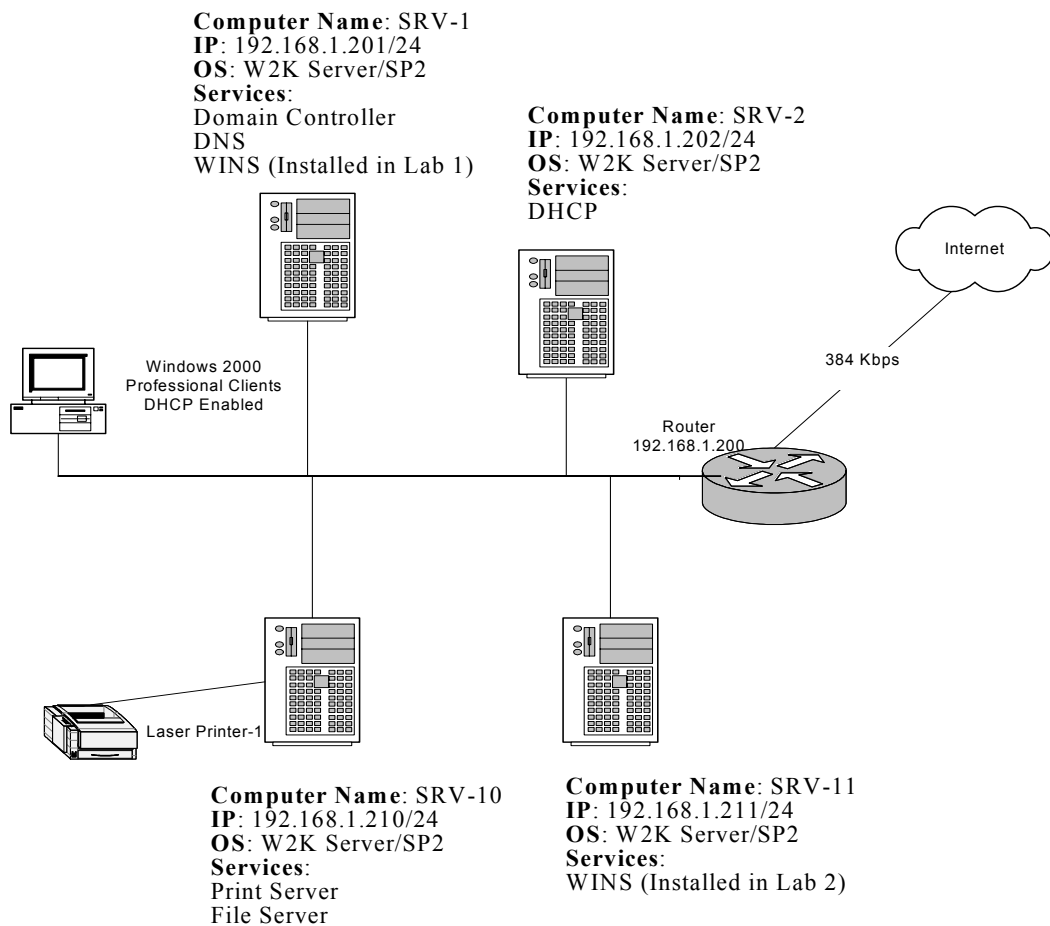 Computer Name: SRV-1
IP: 192.168.1.201/24
OS: W2K Server/SP2
Services:
Domain Controller
DNS
WINS (Installed in Lab 1)
Computer Name: SRV-2
IP: 192.168.1.202/24
OS: W2K Server/SP2
Services:
DHCP
Internet
384 Kbps
Windows 2000
Professional Clients
DHCP Enabled
Router
192.168.1.200
Laser Printer-1
Computer Name: SRV-10
IP: 192.168.1.210/24
OS: W2K Server/SP2
Services:
Print Server
File Server
Computer Name: SRV-11
IP: 192.168.1.211/24
OS: W2K Server/SP2
Services:
WINS (Installed in Lab 2)